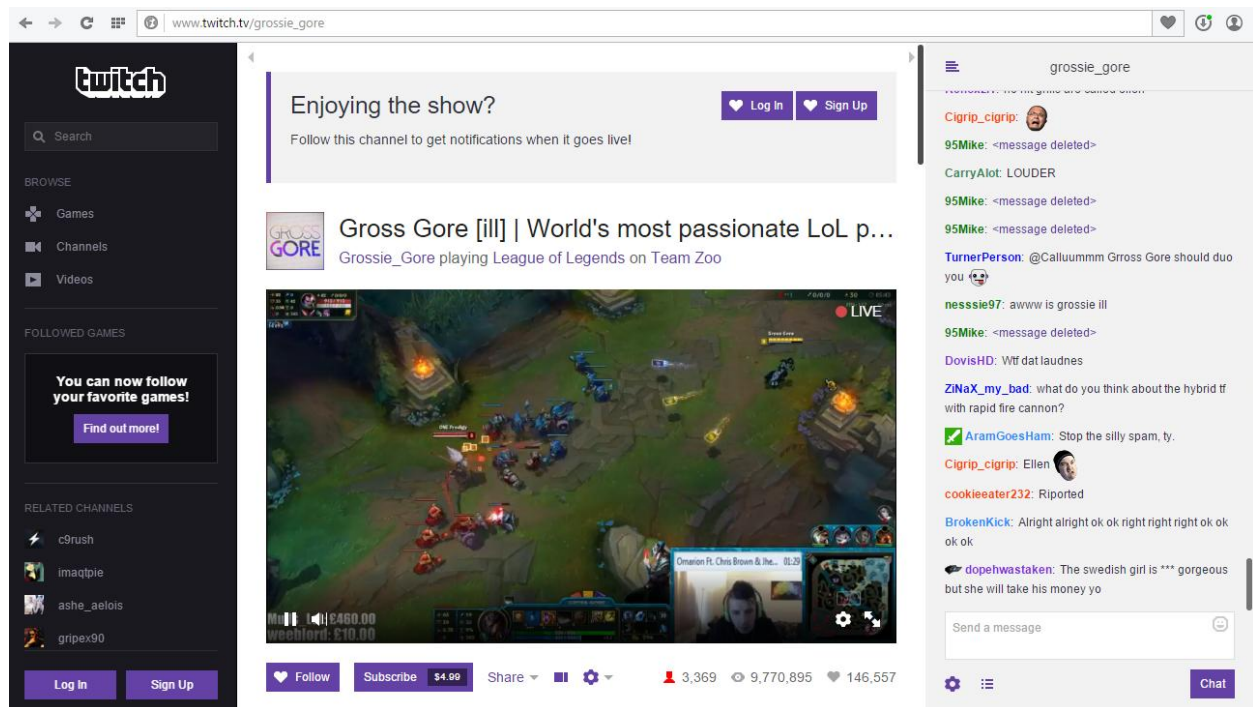 www.twitch.tv/grossie_gore
twitch
Search
BROWSE
Games
Channels
Videos
FOLLOWED GAMES
You can now follow
your favorite games!
Find out more!
RELATED CHANNELS
c9rush
imaqtpie
ashe_aelois
gripex90
Log In
Sign Up
Enjoying the show?
Log In
Sign Up
Follow this channel to get notifications when it goes live!
GROSS
GORE
Gross Gore [ill] | World's most passionate LoL p...
Grossie_Gore playing League of Legends on Team Zoo
LIVE
Gross Gore
ONE Prodigy
Omarion Ft. Chris Brown & Jhe... 01:29
£460.00
weeblord: £10.00
Follow
Subscribe $4.99
Share
3,369
9,770,895
146,557
grossie_gore
Cigrip_cigrip:
95Mike: <message deleted>
CarryAlot: LOUDER
95Mike: <message deleted>
95Mike: <message deleted>
TurnerPerson: @Calluummm Grross Gore should duo
you
nesssie97: awww is grossie ill
95Mike: <message deleted>
DovisHD: Wtf dat laudnes
ZiNaX_my_bad: what do you think about the hybrid tf
with rapid fire cannon?
AramGoesHam: Stop the silly spam, ty.
Cigrip_cigrip: Ellen
cookieeater232: Riported
BrokenKick: Alright alright ok ok right right right ok ok
ok ok
dopehwastaken: The swedish girl is *** gorgeous
but she will take his money yo
Send a message
Chat